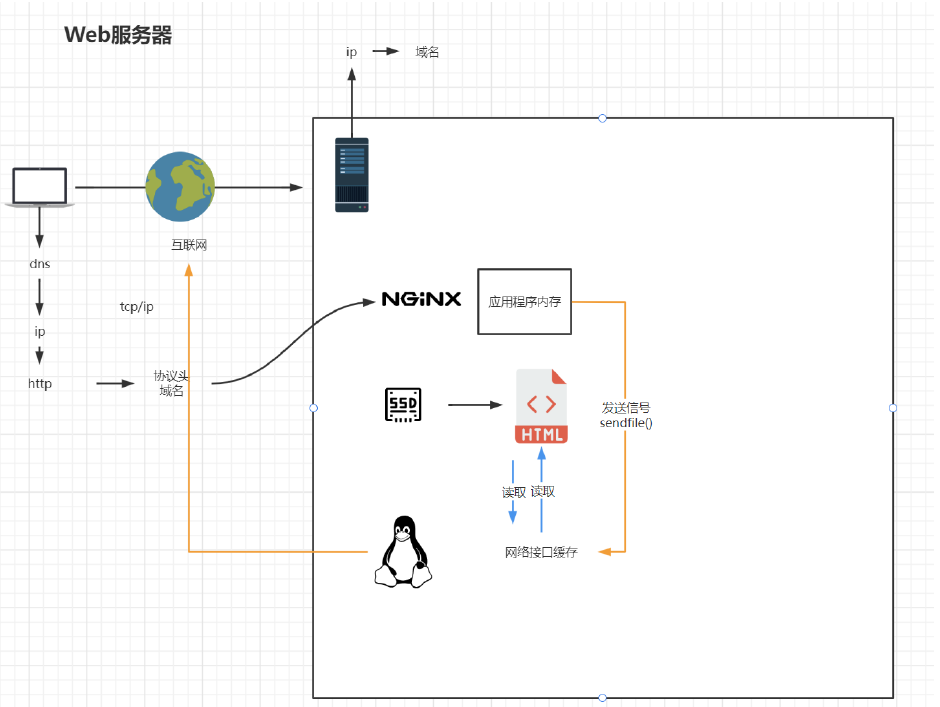 Web服务器
ip
域名
互联网
dns
tcp/ip
ip
http
协议头
域名
NGiNX
应用程序内存
SSD
HTML
发送信号
sendfile()
读取
读取
网络接口缓存